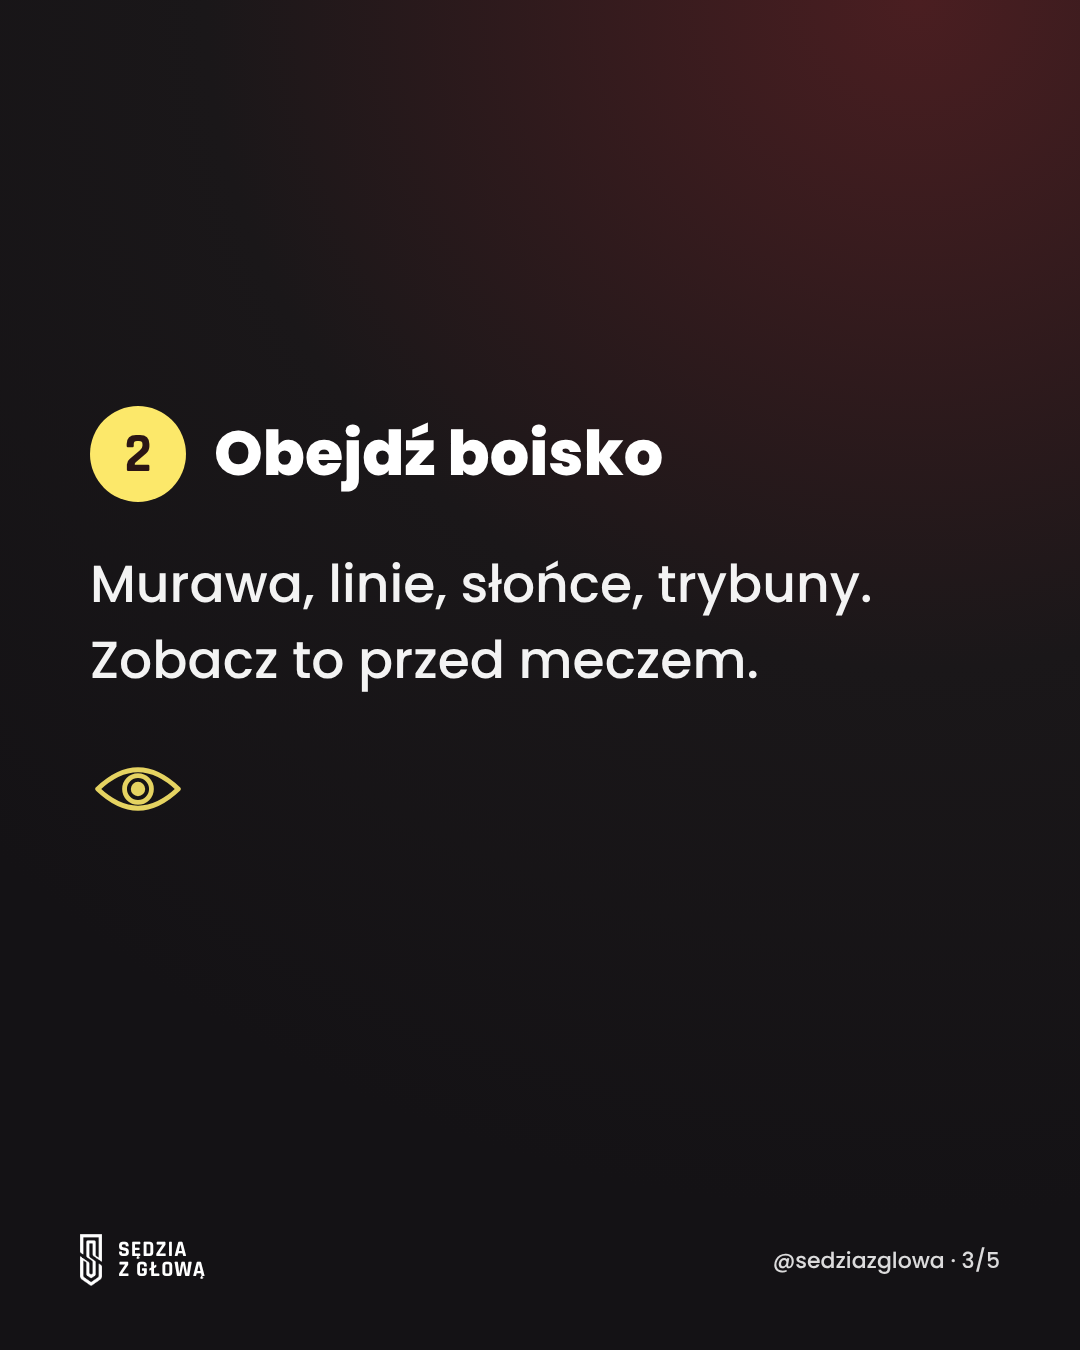 2 Obejdź boisko
Murawa, linie, słońce, trybuny.
Zobacz to przed meczem.
SĘDZIA
Z GŁOWĄ
@sedziazglowa · 3/5